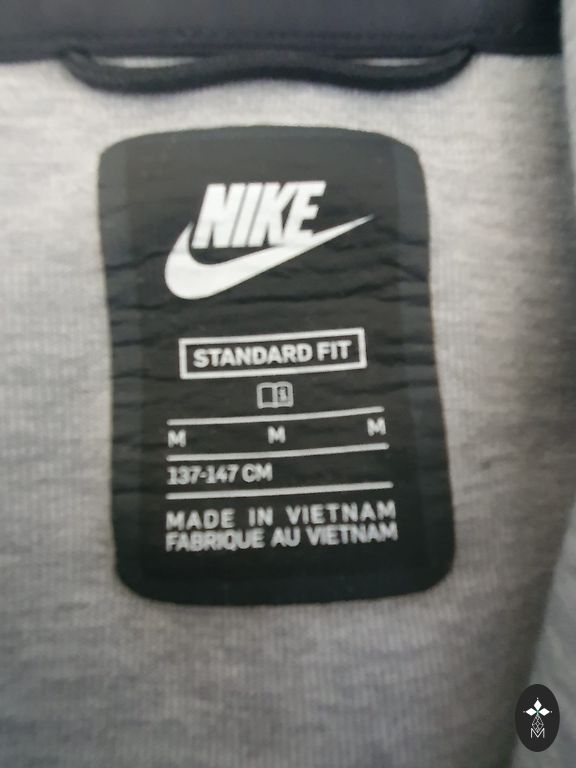 NIKE
STANDARD FIT
M M M
137-147 CM
MADE IN VIETNAM
FABRIQUE AU VIETNAM
M